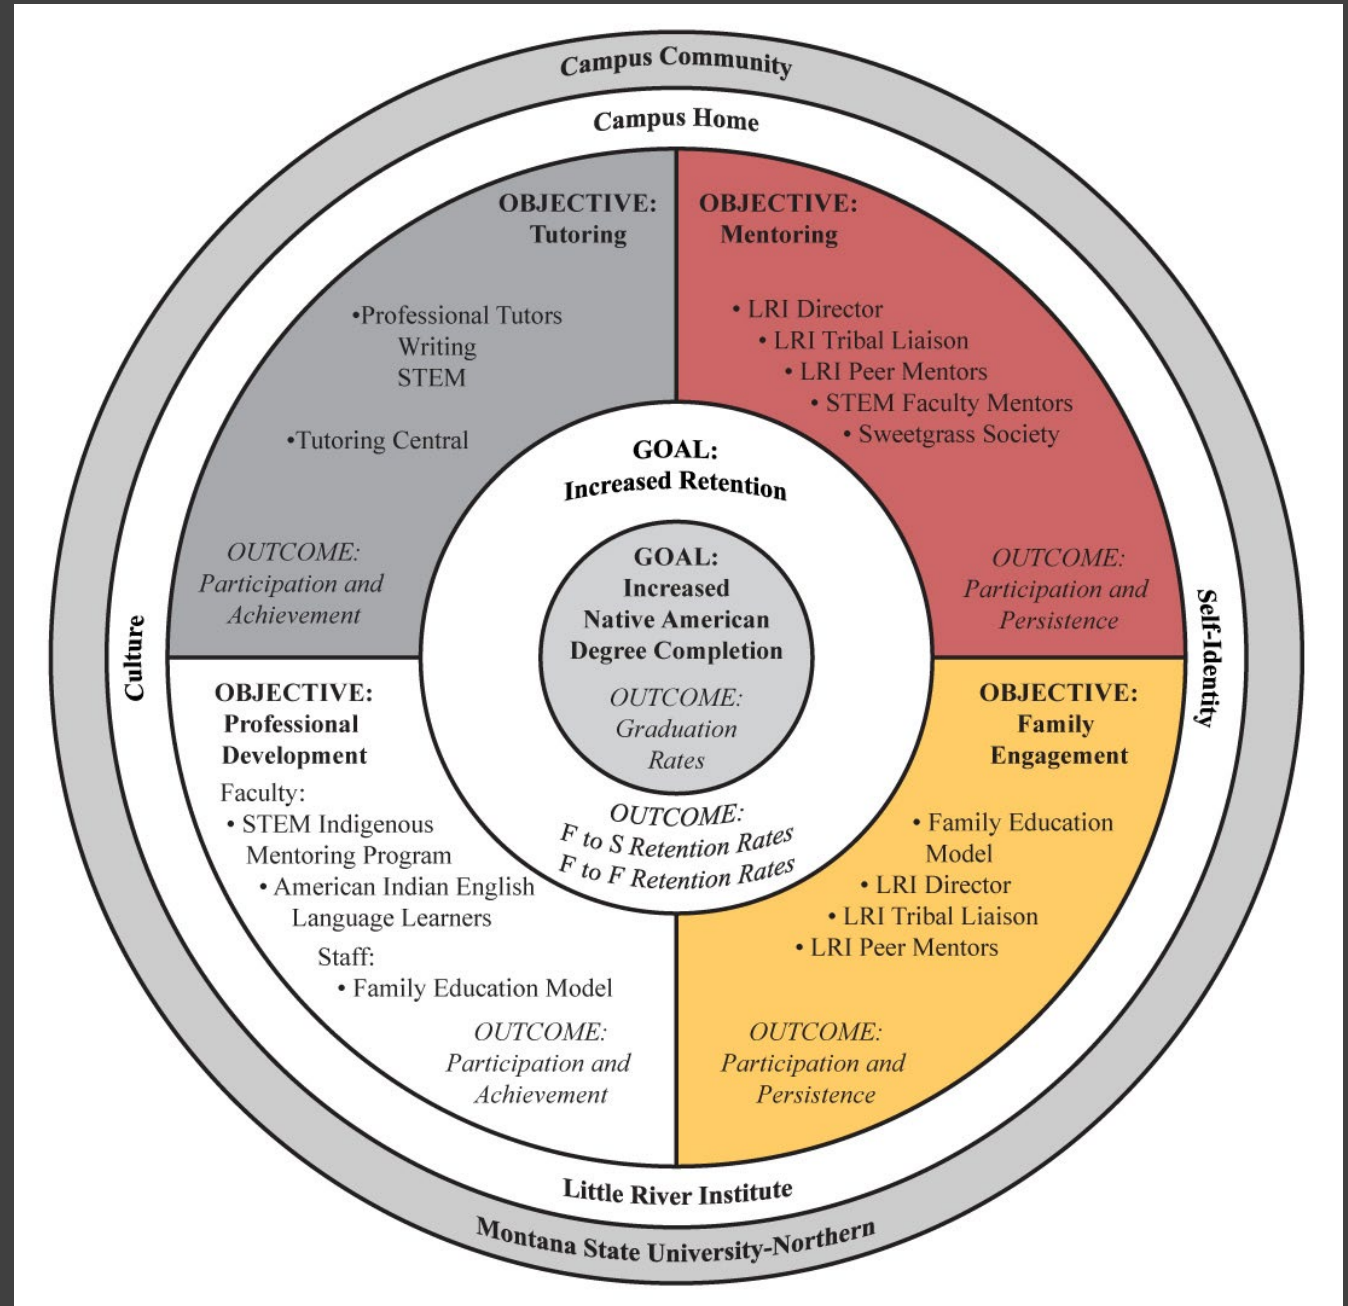 Campus Community
Campus Home
OBJECTIVE:
Tutoring
•Professional Tutors
Writing
STEM
•Tutoring Central
OUTCOME:
Participation and
Achievement
OBJECTIVE:
Mentoring
• LRI Director
• LRI Tribal Liaison
• LRI Peer Mentors
• STEM Faculty Mentors
• Sweetgrass Society
OUTCOME:
Participation and
Persistence
GOAL:
Increased Retention
GOAL:
Increased
Native American
Degree Completion
OUTCOME:
Graduation
Rates
OUTCOME:
F to S Retention Rates
F to F Retention Rates
Culture
Self-Identity
OBJECTIVE:
Professional
Development
Faculty:
• STEM Indigenous
Mentoring Program
• American Indian English
Language Learners
Staff:
• Family Education Model
OUTCOME:
Participation and
Achievement
OBJECTIVE:
Family
Engagement
• Family Education
Model
• LRI Director
• LRI Tribal Liaison
• LRI Peer Mentors
OUTCOME:
Participation and
Persistence
Little River Institute
Montana State University-Northern